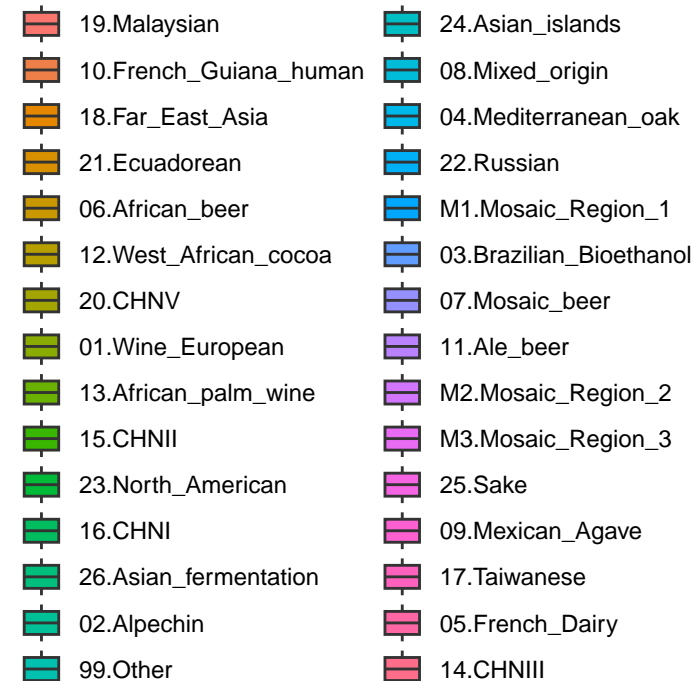 19.Malaysian
10.French_Guiana_human
18.Far_East_Asia
21.Ecuadorean
06.African_beer
12.West_African_cocoa
20.CHNV
01.Wine_European
13.African_palm_wine
15.CHNII
23.North_American
16.CHNI
26.Asian_fermentation
02.Alpechin
99.Other
24.Asian_islands
08.Mixed_origin
04.Mediterranean_oak
22.Russian
M1.Mosaic_Region_1
03.Brazilian_Bioethanol
07.Mosaic_beer
11.Ale_beer
M2.Mosaic_Region_2
M3.Mosaic_Region_3
25.Sake
09.Mexican_Agave
17.Taiwanese
05.French_Dairy
14.CHNIII